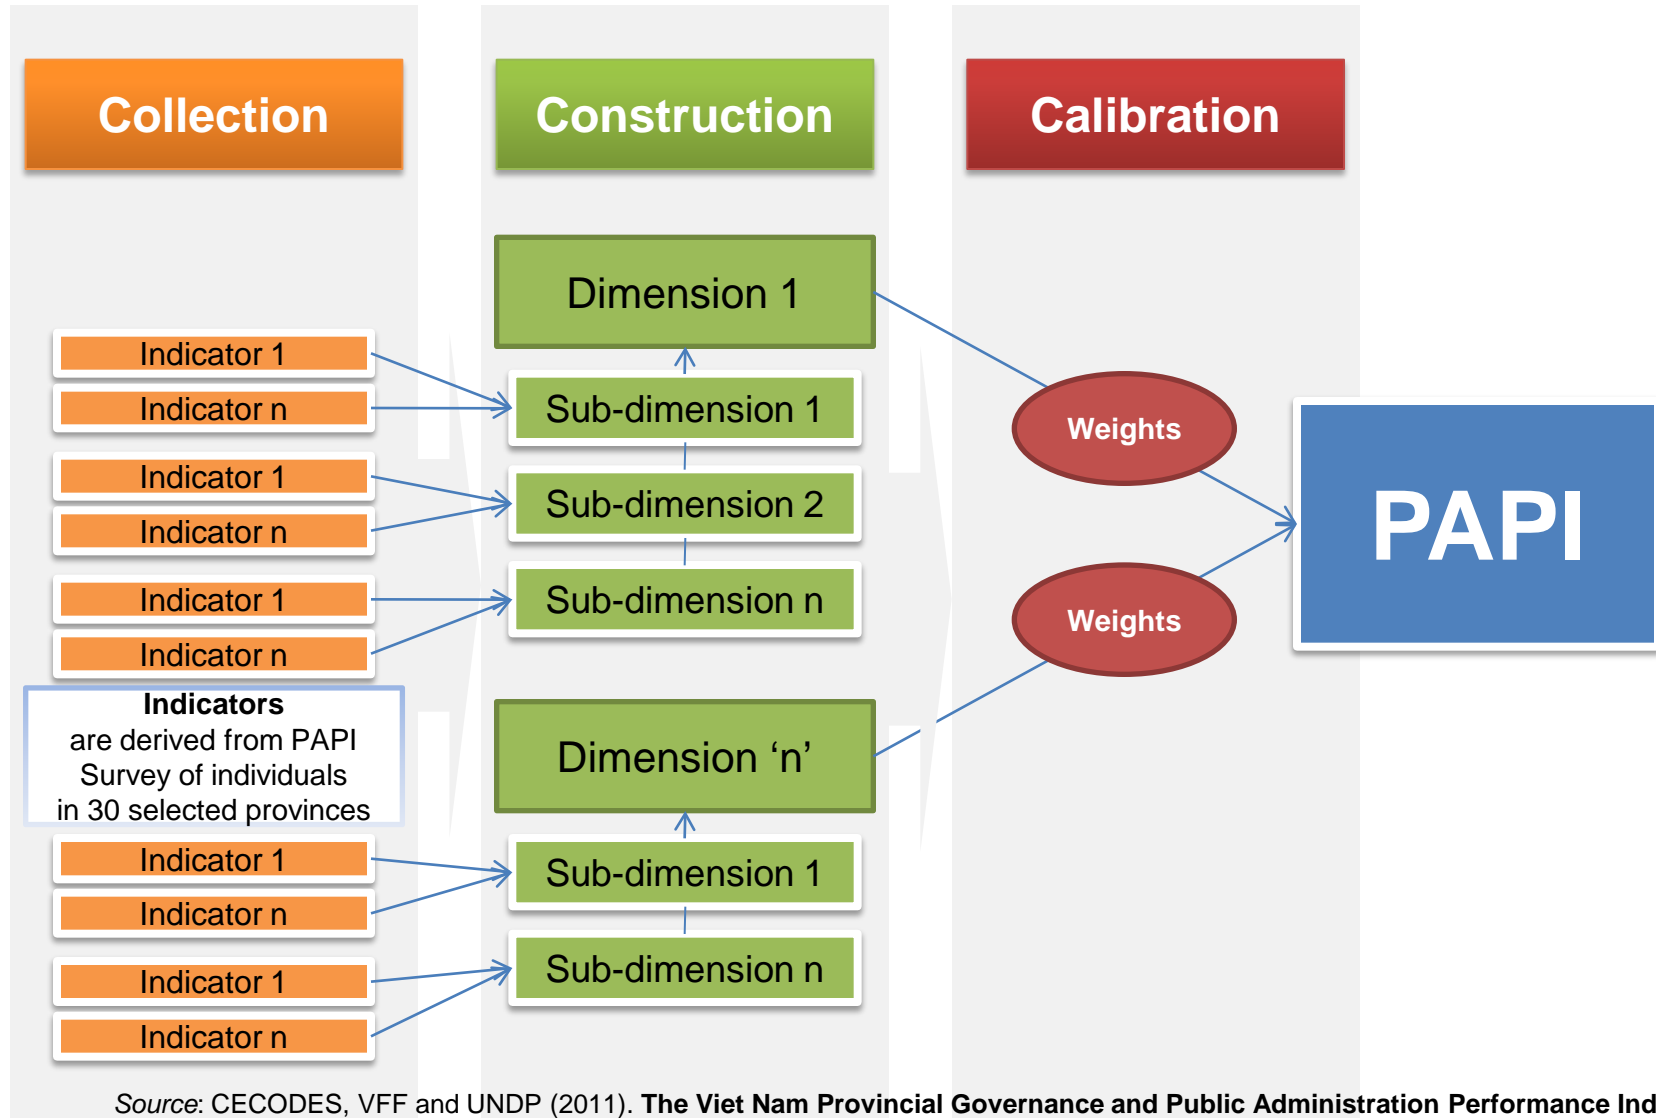 Collection
Construction
Calibration
Dimension 1
Indicator 1
Indicator n
Sub-dimension 1
Indicator 1
Indicator n
Sub-dimension 2
Indicator 1
Indicator n
Sub-dimension n
Weights
Weights
PAPI
Indicators
are derived from PAPI
Survey of individuals
in 30 selected provinces
Dimension ‘n’
Indicator 1
Indicator n
Sub-dimension 1
Indicator 1
Indicator n
Sub-dimension n
Source: CECODES, VFF and UNDP (2011). The Viet Nam Provincial Governance and Public Administration Performance Ind